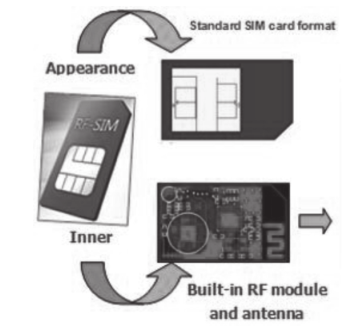 Standard SIM card format
Appearance
RF-SIM
Inner
Built-in RF module
and antenna